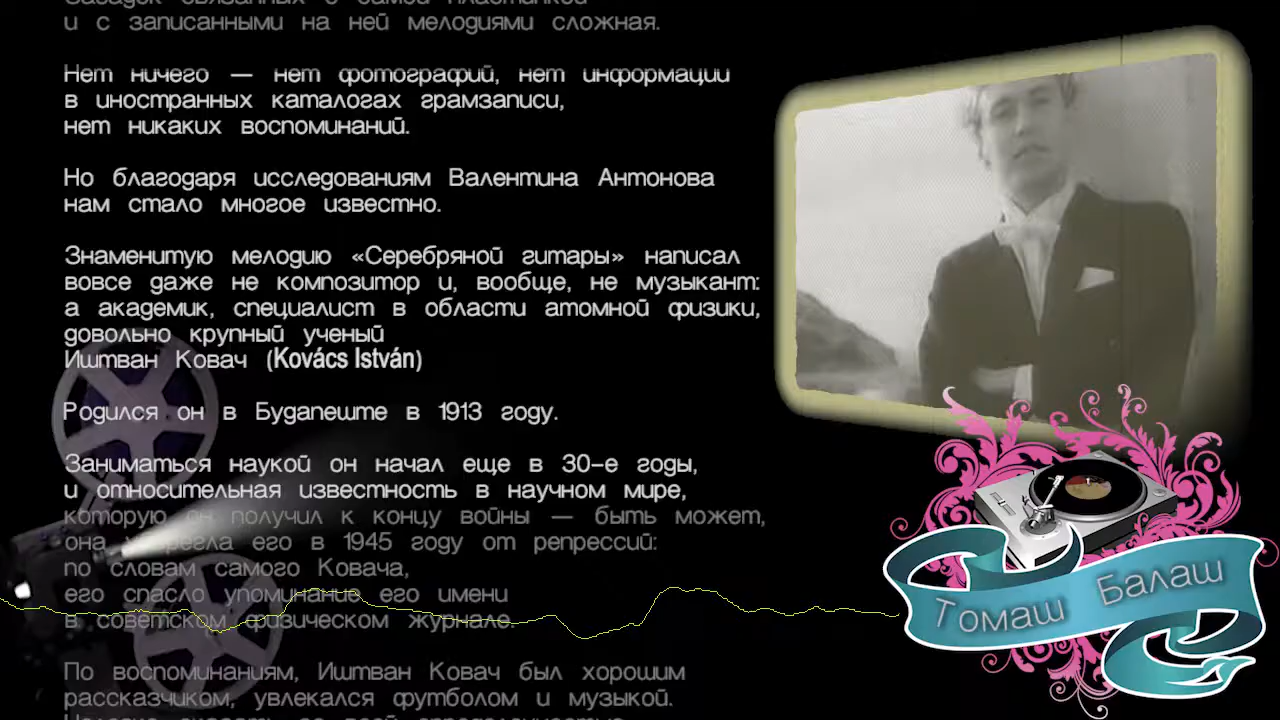 Загадок связанных с самой пластинкой
и с записанными на ней мелодиями сложная.
Нет ничего — нет фотографий, нет информации
в иностранных каталогах грамзаписи,
нет никаких воспоминаний.
Но благодаря исследованиям Валентина Антонова
нам стало многое известно.
Знаменитую мелодию «Серебряной гитары» написал
вовсе даже не композитор и, вообще, не музыкант:
а академик, специалист в области атомной физики,
довольно крупный ученый
Иштван Ковач (Kovács István)
Родился он в Будапеште в 1913 году.
Заниматься наукой он начал еще в 30-е годы,
и относительная известность в научном мире,
которую он получил к концу войны — быть может,
она уберегла его в 1945 году от репрессий:
по словам самого Ковача,
его спасло упоминание его имени
в советском физическом журнале.
По воспоминаниям, Иштван Ковач был хорошим
рассказчиком, увлекался футболом и музыкой.
Томаш Балаш